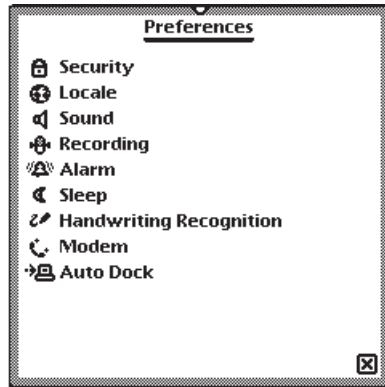 Preferences
Security
Locale
Sound
Recording
Alarm
Sleep
Handwriting Recognition
Modem
Auto Dock